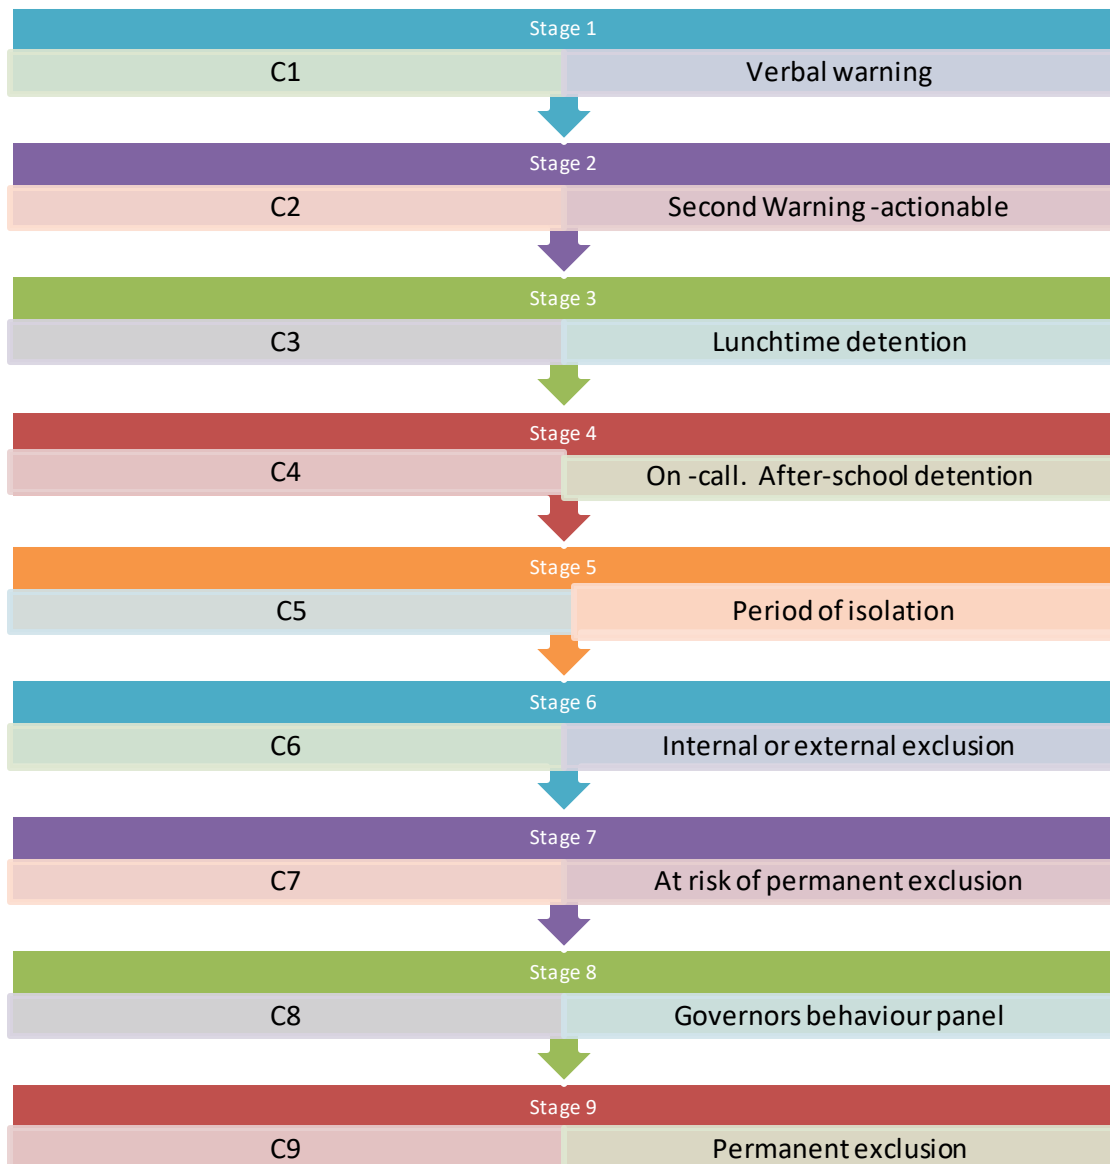 Stage 1
C1 Verbal warning
Stage 2
C2 Second Warning -actionable
Stage 3
C3 Lunchtime detention
Stage 4
C4 On -call. After-school detention
Stage 5
C5 Period of isolation
Stage 6
C6 Internal or external exclusion
Stage 7
C7 At risk of permanent exclusion
Stage 8
C8 Governors behaviour panel
Stage 9
C9 Permanent exclusion